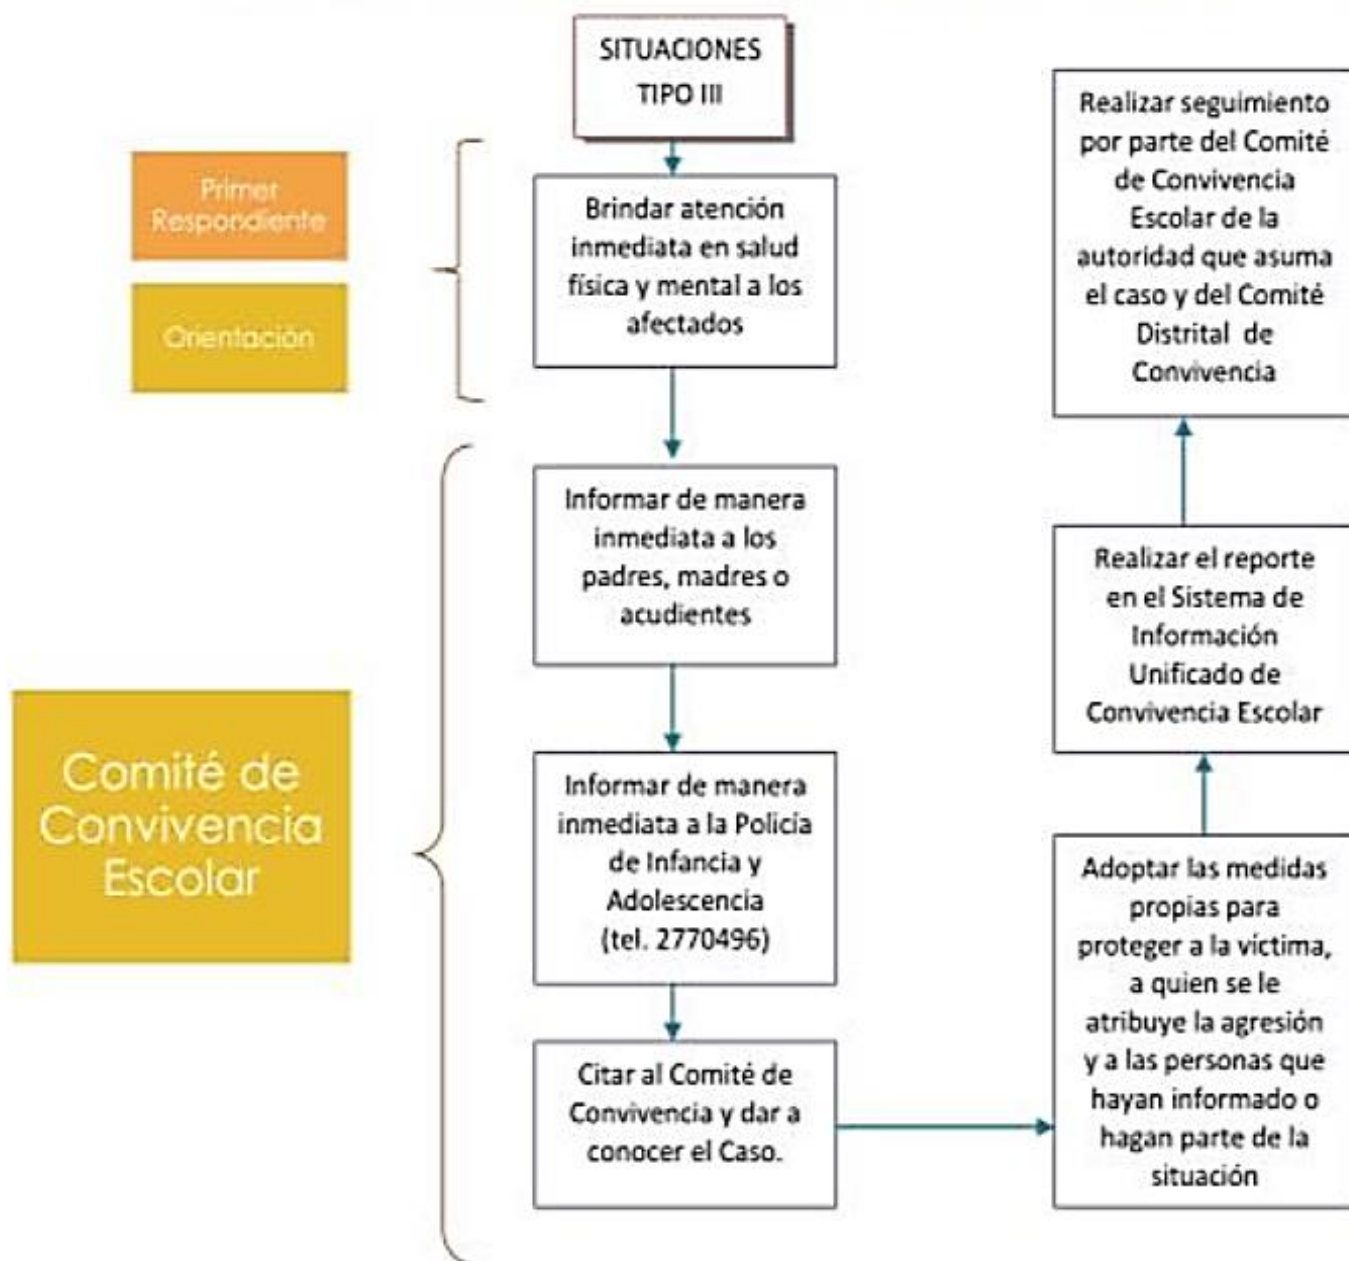 SITUACIONES
TIPO III
Primer
Respondiente
Orientación
Brindar atención
inmediata en salud
física y mental a los
afectados
Comité de
Convivencia
Escolar
Informar de manera
inmediata a los
padres, madres o
acudientes
Informar de manera
inmediata a la Policía
de Infancia y
Adolescencia
(tel. 2770496)
Citar al Comité de
Convivencia y dar a
conocer el Caso.
Adoptar las medidas
propias para
proteger a la víctima,
a quien se le
atribuye la agresión
y a las personas que
hayan informado o
hagan parte de la
situación
Realizar el reporte
en el Sistema de
Información
Unificado de
Convivencia Escolar
Realizar seguimiento
por parte del Comité
de Convivencia
Escolar de la
autoridad que asuma
el caso y del Comité
Distrital de
Convivencia